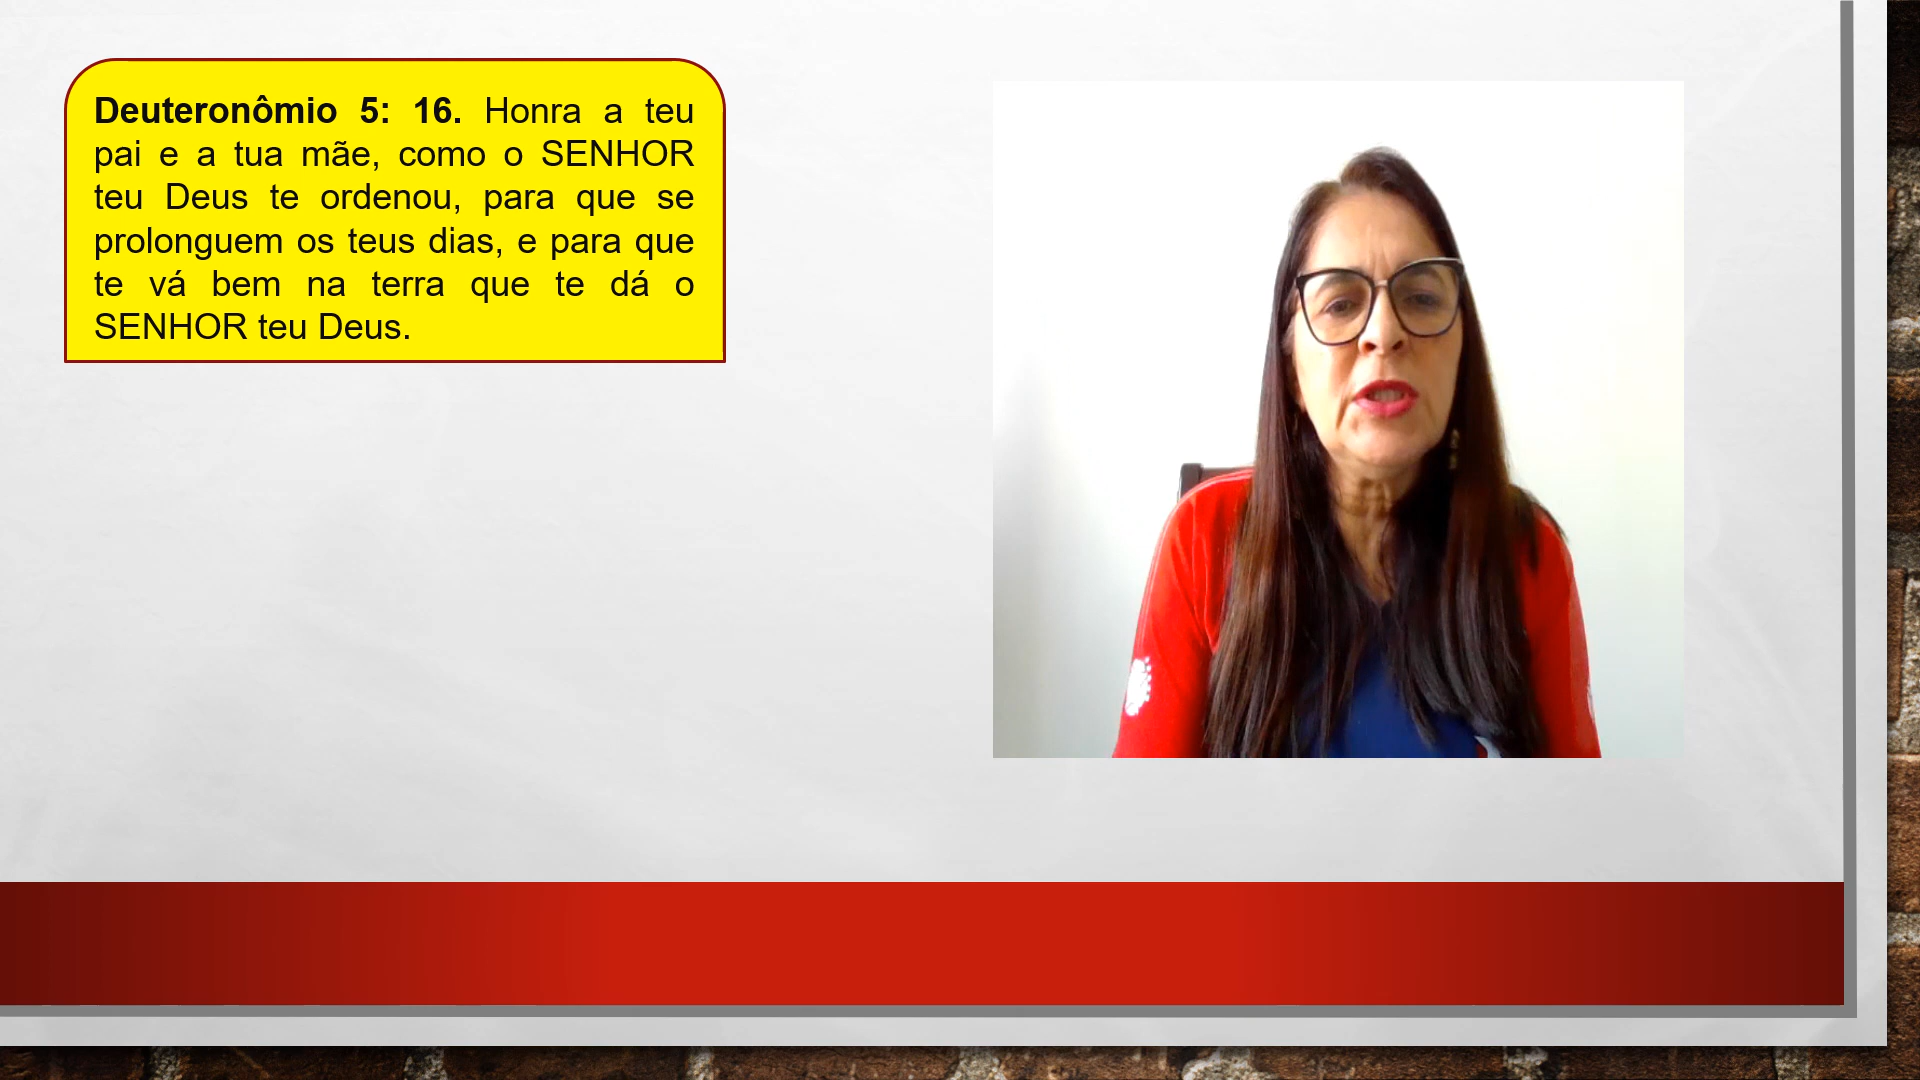 Deuteronômio 5: 16. Honra a teu
pai e a tua mãe, como o SENHOR
teu Deus te ordenou, para que se
prolonguem os teus dias, e para que
te vá bem na terra que te dá o
SENHOR teu Deus.